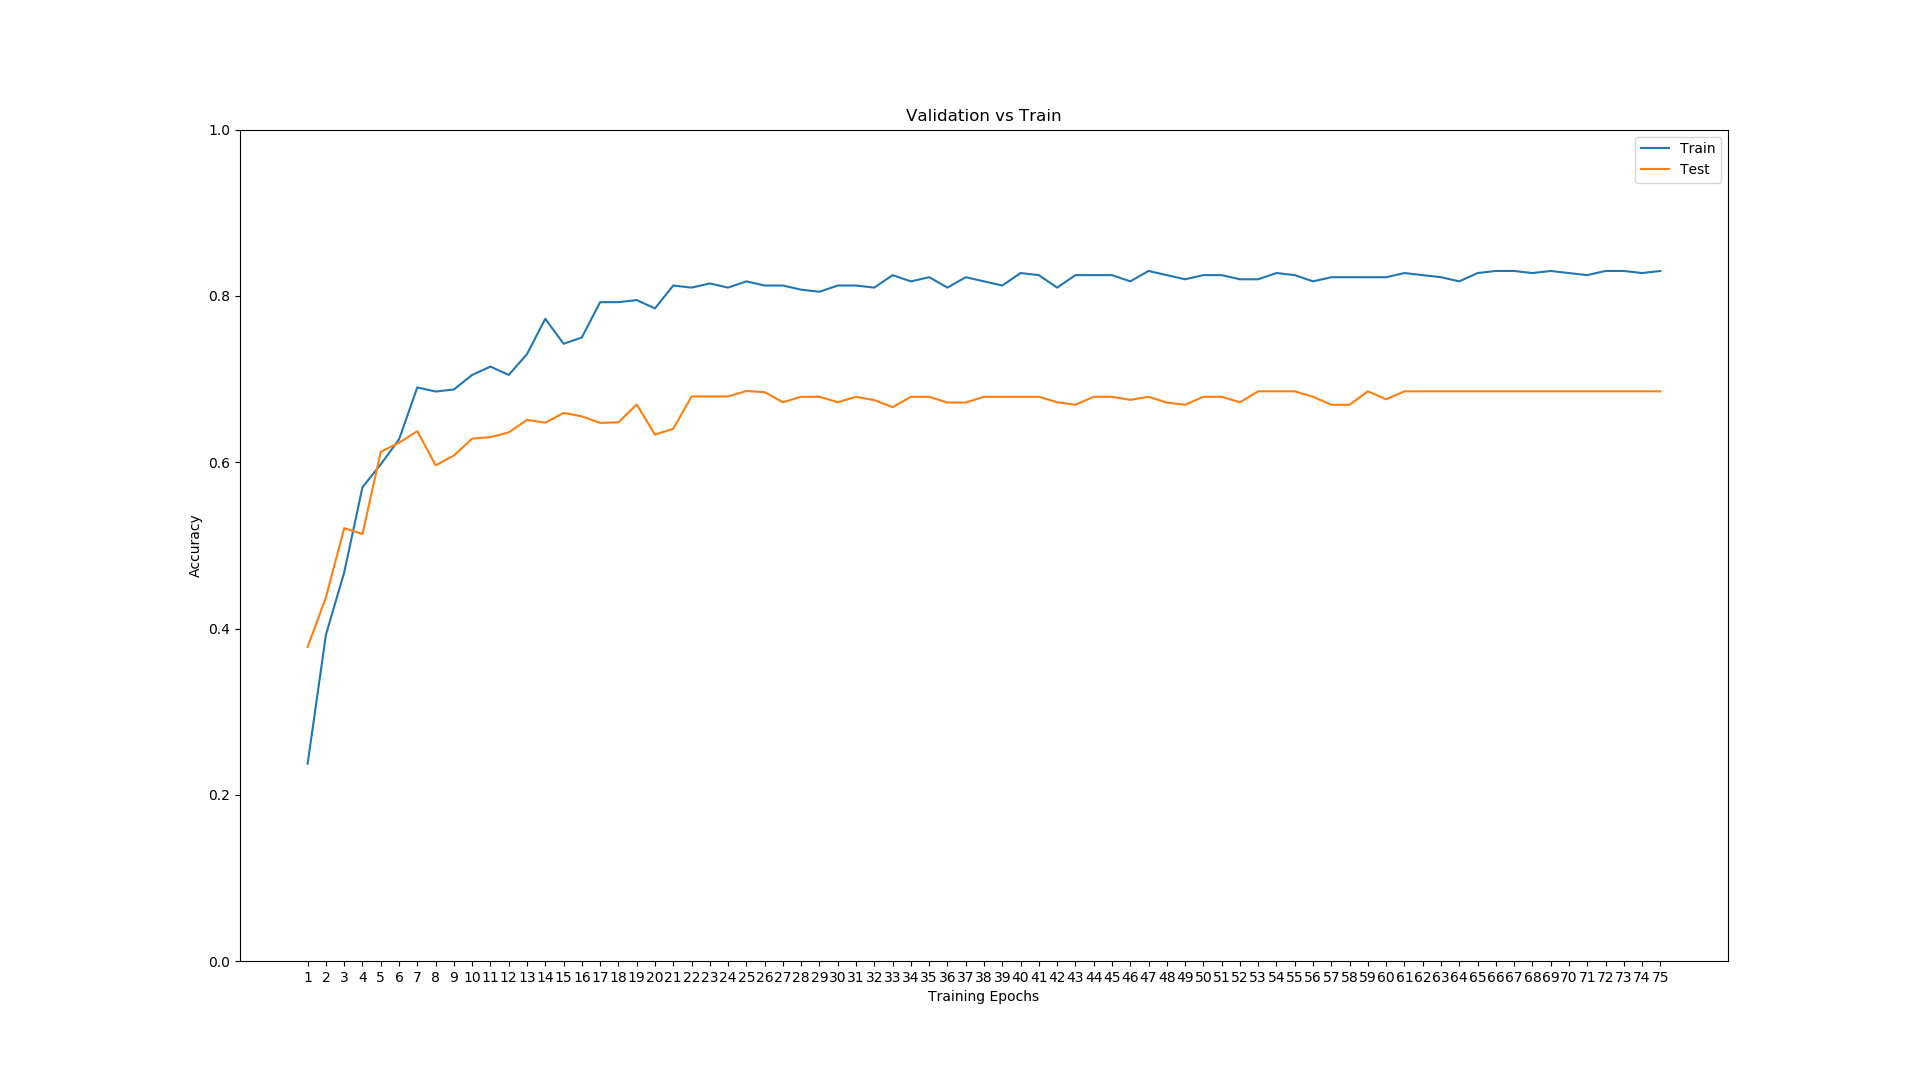 Validation vs Train
1.0
Train
Test
0.8
0.6
Accuracy
0.4
0.2
0.0
1 2 3 4 5 6 7 8 9 10 11 12 13 14 15 16 17 18 19 20 21 22 23 24 25 26 27 28 29 30 31 32 33 34 35 36 37 38 39 40 41 42 43 44 45 46 47 48 49 50 51 52 53 54 55 56 57 58 59 60 61 62 63 64 65 66 67 68 69 70 71 72 73 74 75
Training Epochs